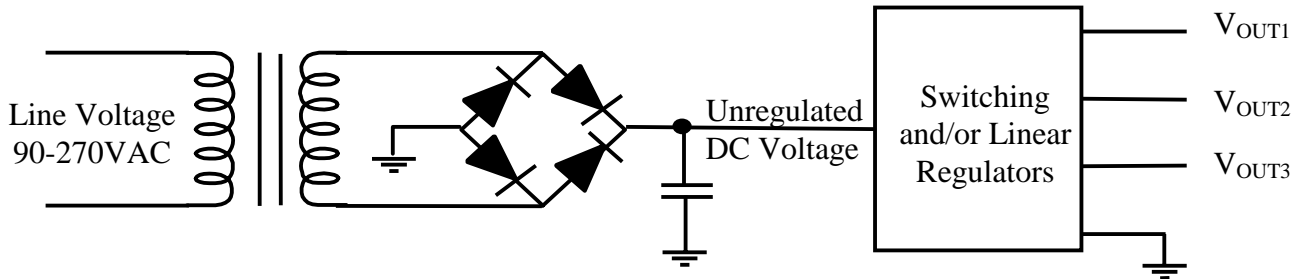 Line Voltage
90-270VAC
Unregulated
DC Voltage
Switching
and/or Linear
Regulators
VOUT1
VOUT2
VOUT3